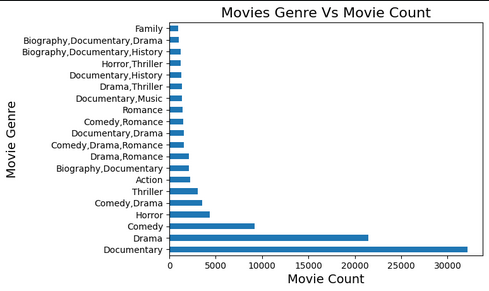 Movies Genre Vs Movie Count
Family
Biography,Documentary,Drama
Biography,Documentary,History
Horror,Thriller
Documentary,History
Drama,Thriller
Documentary,Music
Romance
Comedy,Romance
Documentary,Drama
Comedy,Drama,Romance
Drama,Romance
Biography,Documentary
Action
Thriller
Comedy,Drama
Horror
Comedy
Drama
Documentary
Movie Genre
0 5000 10000 15000 20000 25000 30000
Movie Count